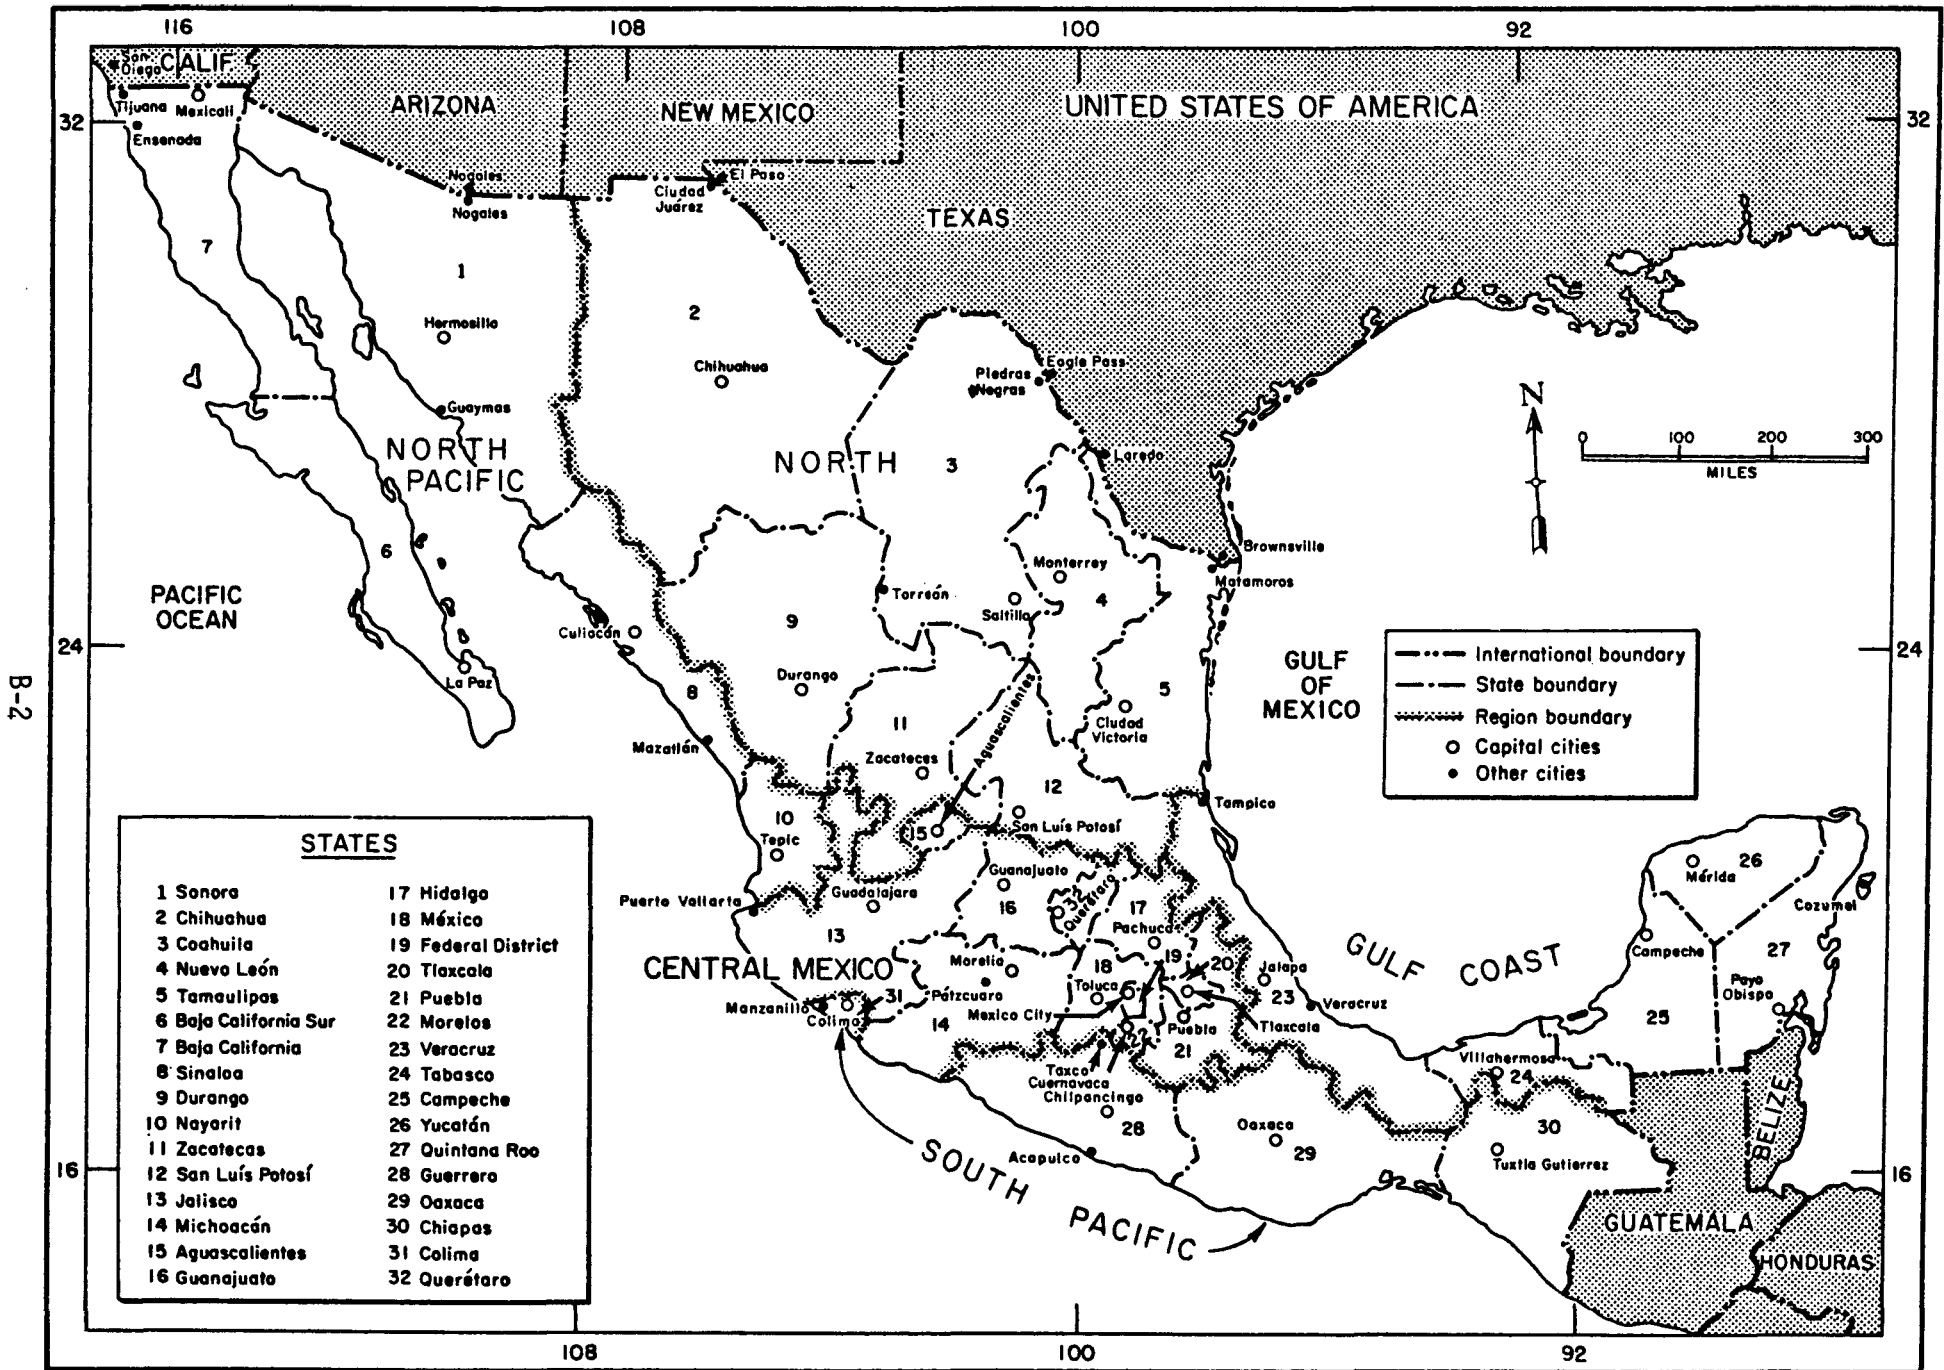 116
108
100
92
San
Diego
CALIF
ARIZONA
NEW MEXICO
UNITED STATES OF AMERICA
TEXAS
Tijuana
Mexicali
Ensenada
32
32
Nogales
Nogales
El Paso
Ciudad
Juárez
7
1
2
Hermosillo
Chihuahua
Guaymas
Piedras
Negras
Eagle Pass
NORTH
PACIFIC
NORTH
3
Laredo
N
0 100 200 300
MILES
6
PACIFIC
OCEAN
Brownsville
Matamoros
Monterrey
4
Saltillo
Torreón
9
Culiacán
24
24
La Paz
Durango
8
11
5
Ciudad
Victoria
GULF
OF
MEXICO
Mazatlán
Zacatecas
Aguascalientes
12
International boundary
State boundary
Region boundary
Capital cities
Other cities
B-2
10
Tepic
15
San Luís Potosí
Tampica
Guanajuato
16
32
Querétaro
17
Pachuca
Puerto Vallarta
Guadalajara
13
CENTRAL MEXICO
Morelia
Pátzcuaro
14
Manzanillo
Colima
31
18
Toluca
19
20
Mexico City
Puebla
21
22
Tlaxcala
Jalapa
23
Veracruz
Taxco
Cuernavaca
Chilpancingo
28
Acapulco
Oaxaca
29
GULF COAST
Mérida
26
Campeche
Cozumel
27
Payo
Obispo
25
Villahermosa
24
30
Tuxtla Gutierrez
BELIZE
GUATEMALA
HONDURAS
SOUTH PACIFIC
16
16
STATES
1 Sonora
2 Chihuahua
3 Coahuila
4 Nuevo León
5 Tamaulipas
6 Baja California Sur
7 Baja California
8 Sinaloa
9 Durango
10 Nayarit
11 Zacatecas
12 San Luís Potosí
13 Jalisco
14 Michoacán
15 Aguascalientes
16 Guanajuato
17 Hidalgo
18 México
19 Federal District
20 Tlaxcala
21 Puebla
22 Morelos
23 Veracruz
24 Tabasco
25 Campeche
26 Yucatán
27 Quintana Roo
28 Guerrero
29 Oaxaca
30 Chiapas
31 Colima
32 Querétaro
108
100
92